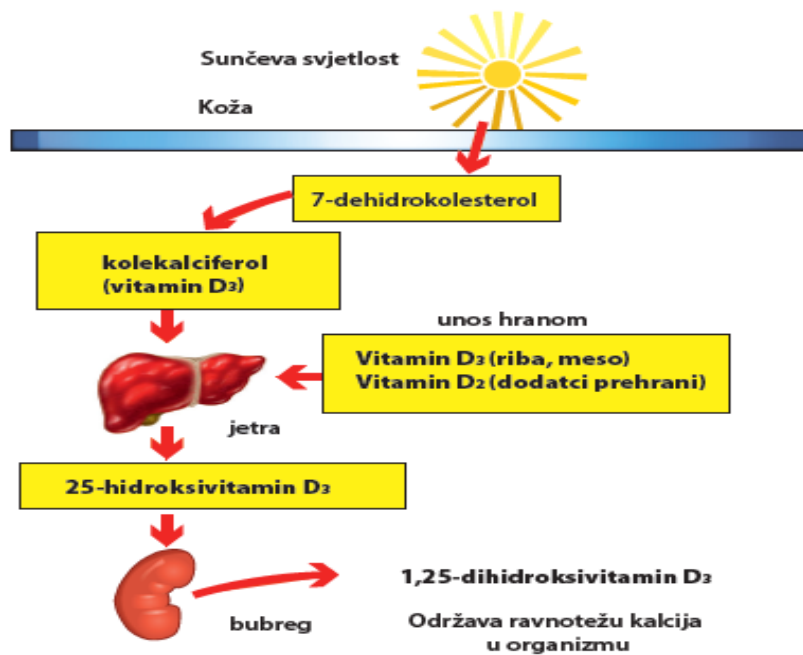 Sunčeva svjetlost
Koža
7-dehidrokolesterol
kolekalciferol
(vitamin D₃)
unos hranom
Vitamin D₃ (riba, meso)
Vitamin D₂ (dodatci prehrani)
jetra
25-hidroksivitamin D₃
1,25-dihidroksivitamin D₃
bubreg
Održava ravnotežu kalcija
u organizmu